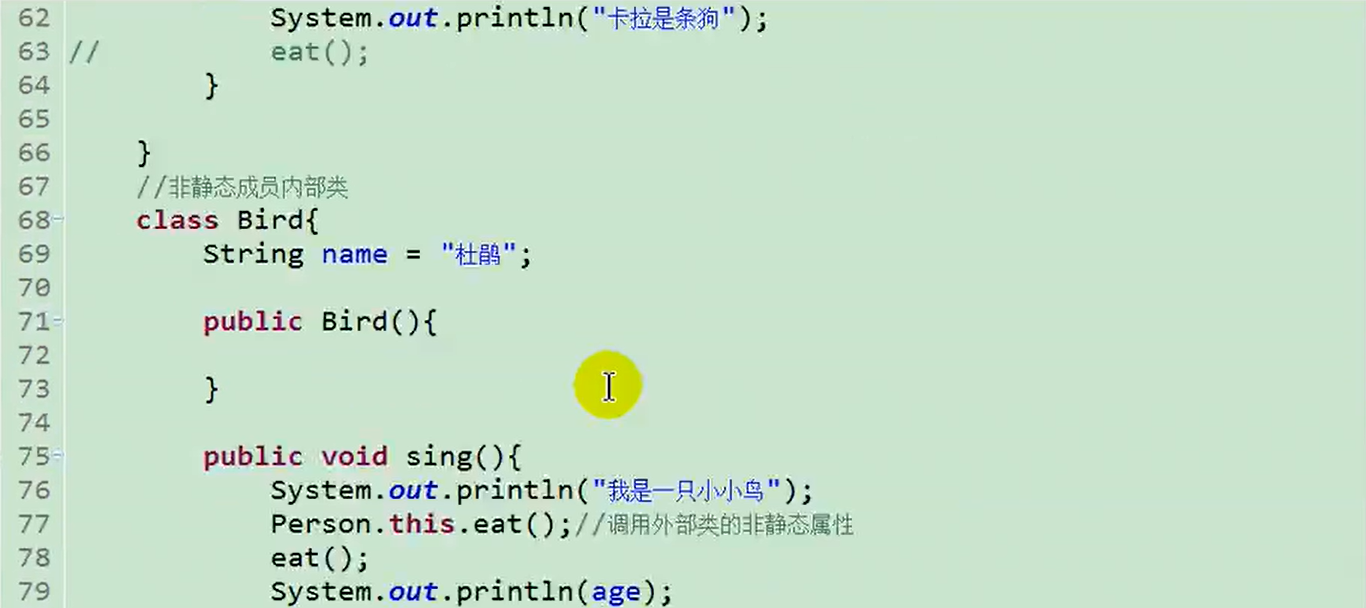 62 System.out.println("卡拉是条狗");
63 // eat();
64 }
65
66 }
67 //非静态成员内部类
68 class Bird{
69 String name = "杜鹃";
70
71 public Bird(){
72
73 }
74
75 public void sing(){
76 System.out.println("我是一只小小鸟");
77 Person.this.eat();//调用外部类的非静态属性
78 eat();
79 System.out.println(age);